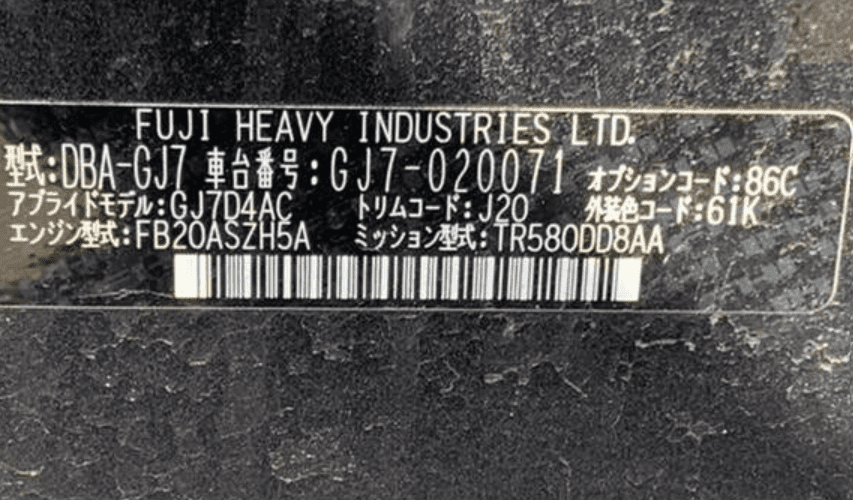 FUJI HEAVY INDUSTRIES LTD.
型式:DBA-GJ7 車台番号:GJ7-020071 オプションコード:86C
アプライドモデル:GJ7D4AC トリムコード:J20 外装色コード:61K
エンジン型式:FB20ASZH5A ミッション型式:TR580DD8AA